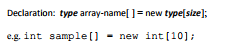 Declaration: type array-name[ ] = new type[size];
e.g. int sample[] = new int[10];